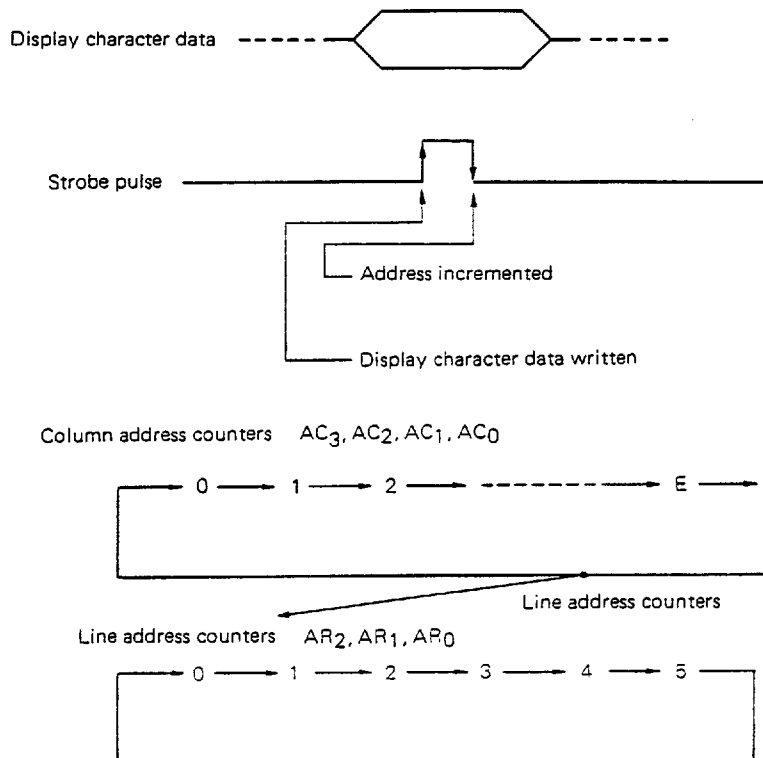 Display character data
Strobe pulse
Address incremented
Display character data written
Column address counters AC3, AC2, AC1, AC0
0 1 2 E
Line address counters
Line address counters AR2, AR1, AR0
0 1 2 3 4 5